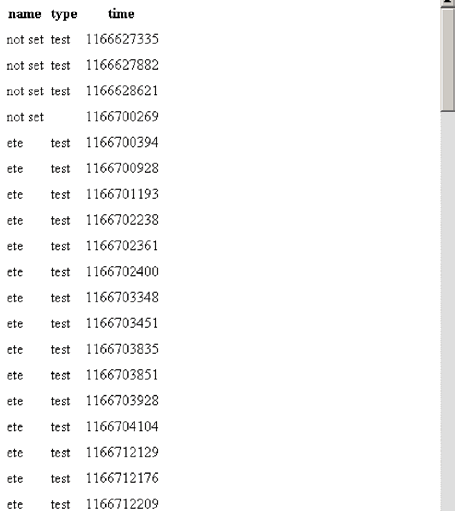 name type time
not set test 1166627335
not set test 1166627882
not set test 1166628621
not set 1166700269
ete test 1166700394
ete test 1166700928
ete test 1166701193
ete test 1166702238
ete test 1166702361
ete test 1166702400
ete test 1166703348
ete test 1166703451
ete test 1166703835
ete test 1166703851
ete test 1166703928
ete test 1166704104
ete test 1166712129
ete test 1166712176
ete test 1166712209